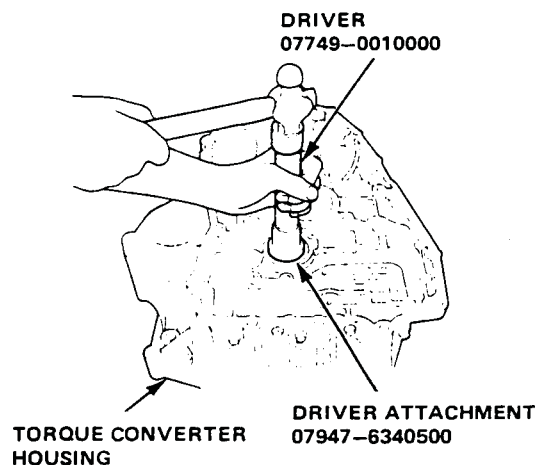 DRIVER
07749–0010000
TORQUE CONVERTER
HOUSING
DRIVER ATTACHMENT
07947–6340500